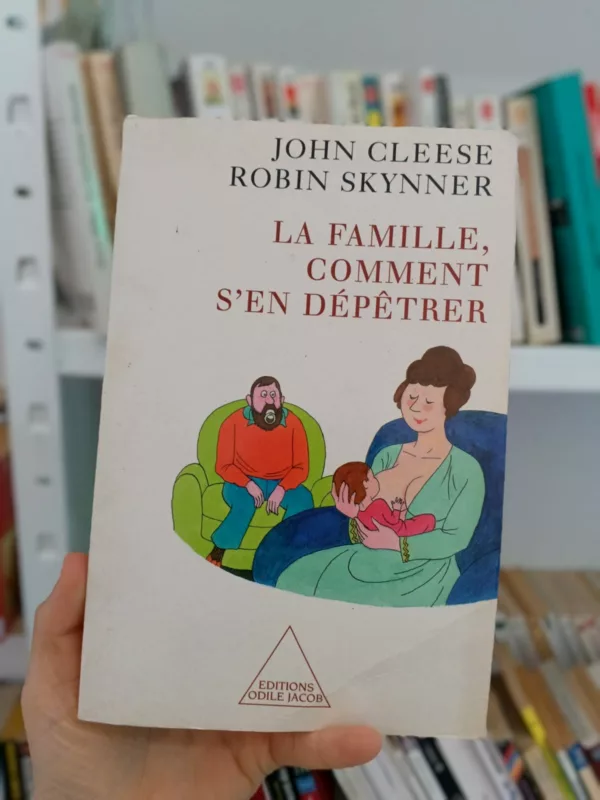 JOHN CLEESE
ROBIN SKYNNER
LA FAMILLE,
COMMENT
S'EN DÉPÊTRER
EDITIONS
ODILE JACOB